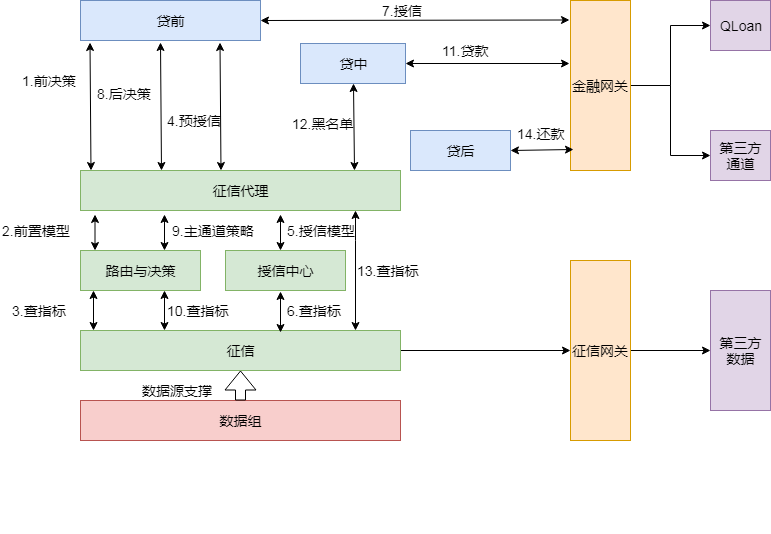 贷前
7.授信
QLoan
1.前决策
8.后决策
4.预授信
贷中
11.贷款
金融网关
12.黑名单
贷后
14.还款
第三方
通道
征信代理
2.前置模型
9.主通道策略
5.授信模型
路由与决策
授信中心
13.查指标
3.查指标
10.查指标
6.查指标
征信
征信网关
第三方
数据
数据源支撑
数据组